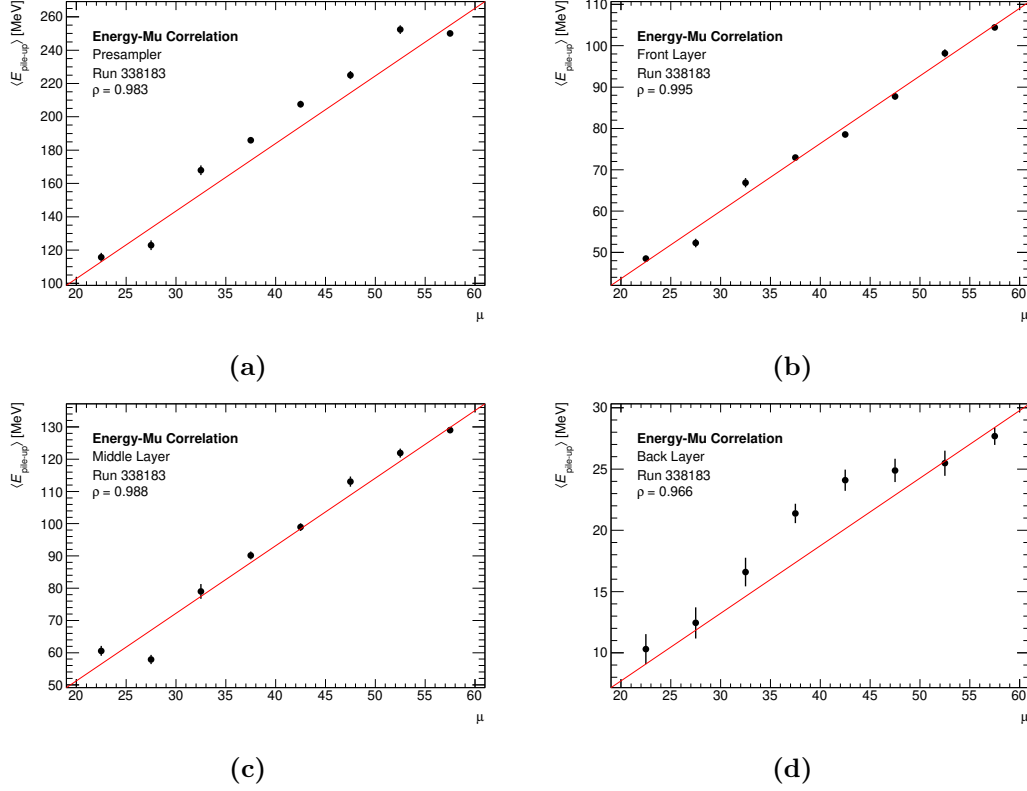 ⟨E_pile-up⟩ [MeV]
260
240
220
200
180
160
140
120
100
Energy-Mu Correlation
Presampler
Run 338183
ρ = 0.983
20 25 30 35 40 45 50 55 60
μ
(a)
⟨E_pile-up⟩ [MeV]
110
100
90
80
70
60
50
Energy-Mu Correlation
Front Layer
Run 338183
ρ = 0.995
20 25 30 35 40 45 50 55 60
μ
(b)
⟨E_pile-up⟩ [MeV]
130
120
110
100
90
80
70
60
50
Energy-Mu Correlation
Middle Layer
Run 338183
ρ = 0.988
20 25 30 35 40 45 50 55 60
μ
(c)
⟨E_pile-up⟩ [MeV]
30
25
20
15
10
Energy-Mu Correlation
Back Layer
Run 338183
ρ = 0.966
20 25 30 35 40 45 50 55 60
μ
(d)